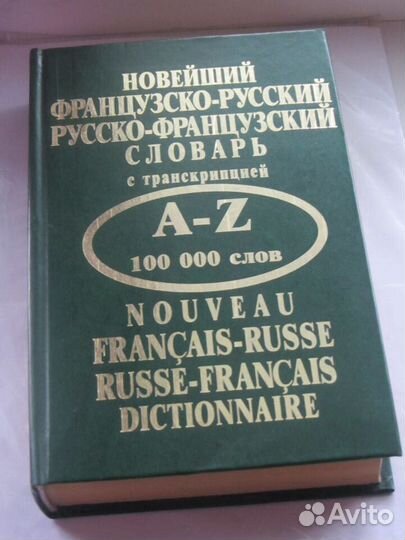 НОВЕЙШИЙ
ФРАНЦУЗСКО-РУССКИЙ
РУССКО-ФРАНЦУЗСКИЙ
СЛОВАРЬ
с транскрипцией
A-Z
100 000 слов
NOUVEAU
FRANÇAIS-RUSSE
RUSSE-FRANÇAIS
DICTIONNAIRE
Avito